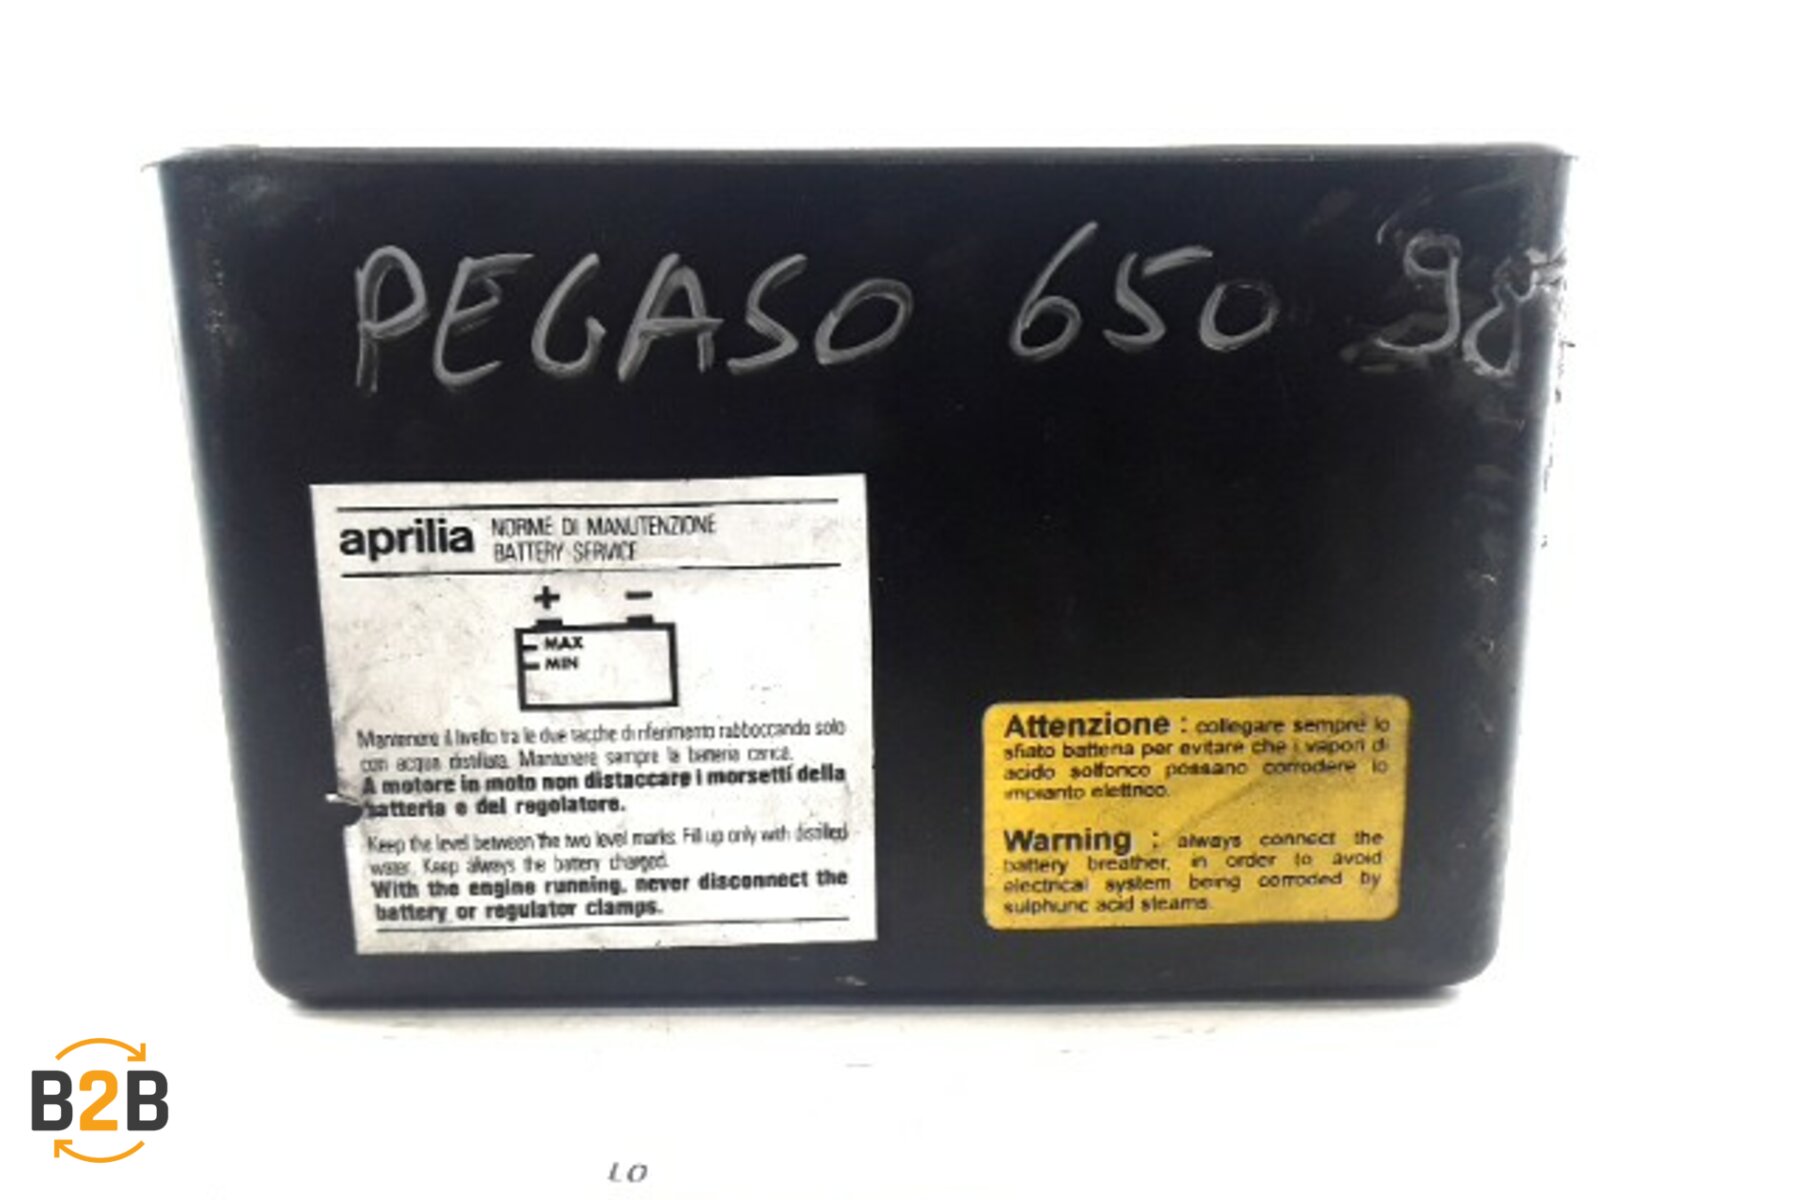 PEGASO 650 98
aprilia
NORME DI MANUTENZIONE
BATTERY SERVICE
+ −
MAX
MIN
Mantenere il livello tra le due tacche di riferimento rabboccando solo
con acqua distillata. Mantenere sempre la batteria carica.
A motore in moto non distaccare i morsetti della
batteria e del regolatore.
Keep the level between the two level marks. Fill up only with distilled
water. Keep always the battery charged.
With the engine running, never disconnect the
battery or regulator clamps.
Attenzione : collegare sempre lo
sfiato batteria per evitare che i vapori di
acido solforico possano corrodere lo
impianto elettrico.
Warning : always connect the
battery breather, in order to avoid
electrical system being corroded by
sulphuric acid steams.
B2B
LO